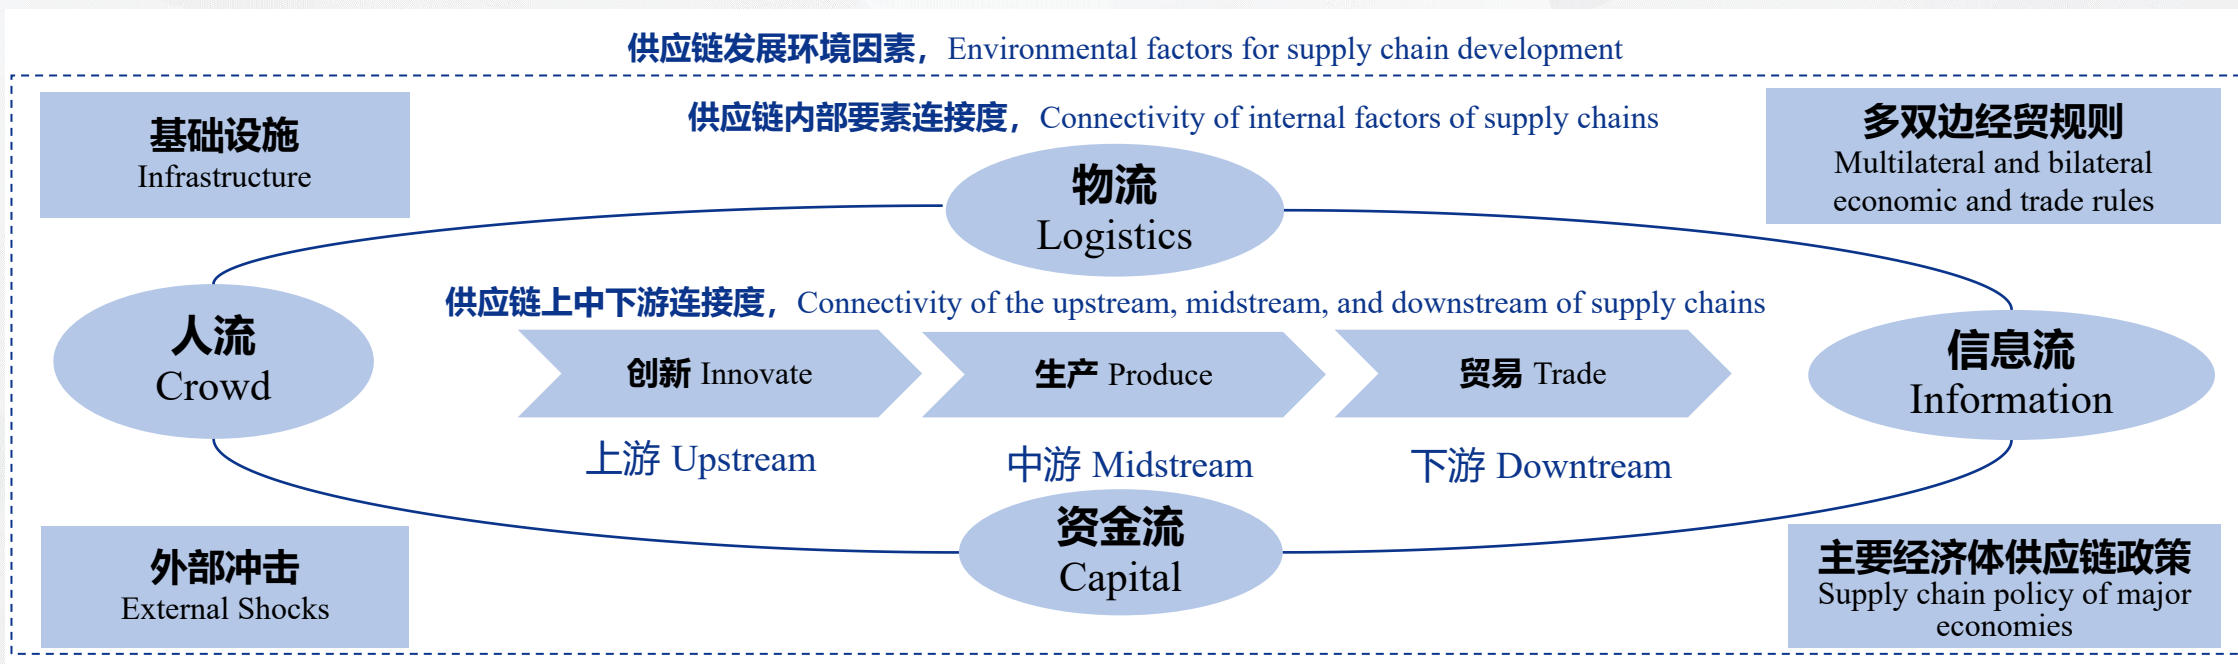 供应链发展环境因素，Environmental factors for supply chain development
供应链内部要素连接度，Connectivity of internal factors of supply chains
基础设施
Infrastructure
多双边经贸规则
Multilateral and bilateral
economic and trade rules
物流
Logistics
供应链上中下游连接度，Connectivity of the upstream, midstream, and downstream of supply chains
人流
Crowd
创新 Innovate
生产 Produce
贸易 Trade
信息流
Information
上游 Upstream
中游 Midstream
下游 Downtream
资金流
Capital
外部冲击
External Shocks
主要经济体供应链政策
Supply chain policy of major
economies